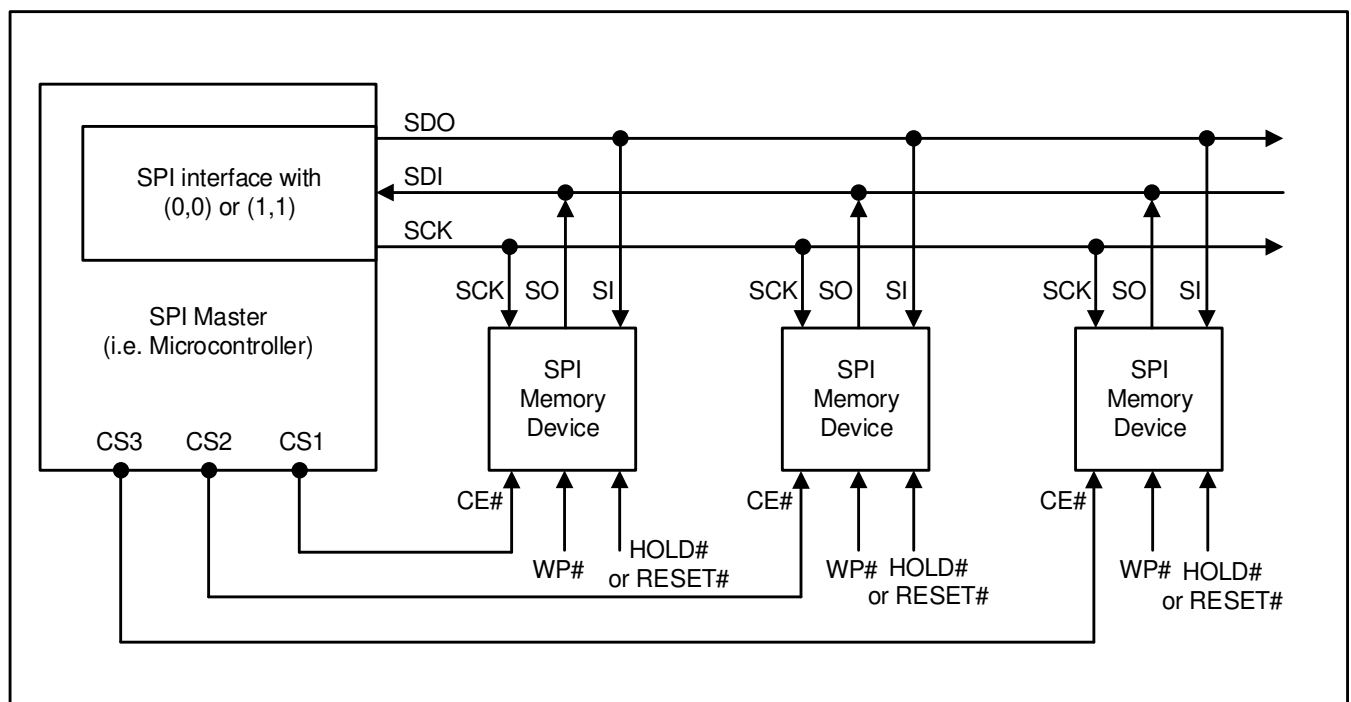 SDO
SPI interface with
(0,0) or (1,1)
SDI
SCK
SPI Master
(i.e. Microcontroller)
SCK SO SI
SCK SO SI
SCK SO SI
SPI
Memory
Device
SPI
Memory
Device
SPI
Memory
Device
CS3 CS2 CS1
CE#
WP#
HOLD#
or RESET#
CE#
WP#
HOLD#
or RESET#
CE#
WP#
HOLD#
or RESET#